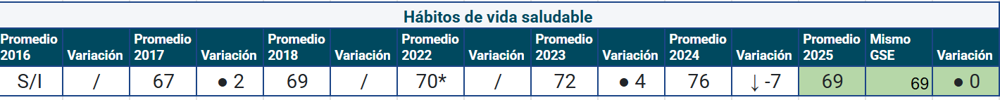 Hábitos de vida saludable
Promedio 2016 Variación Promedio 2017 Variación Promedio 2018 Variación Promedio 2022 Variación Promedio 2023 Variación Promedio 2024 Variación Promedio 2025 Mismo GSE Variación
S/I / 67 ● 2 69 / 70* / 72 ● 4 76 ↓ -7 69 69 ● 0